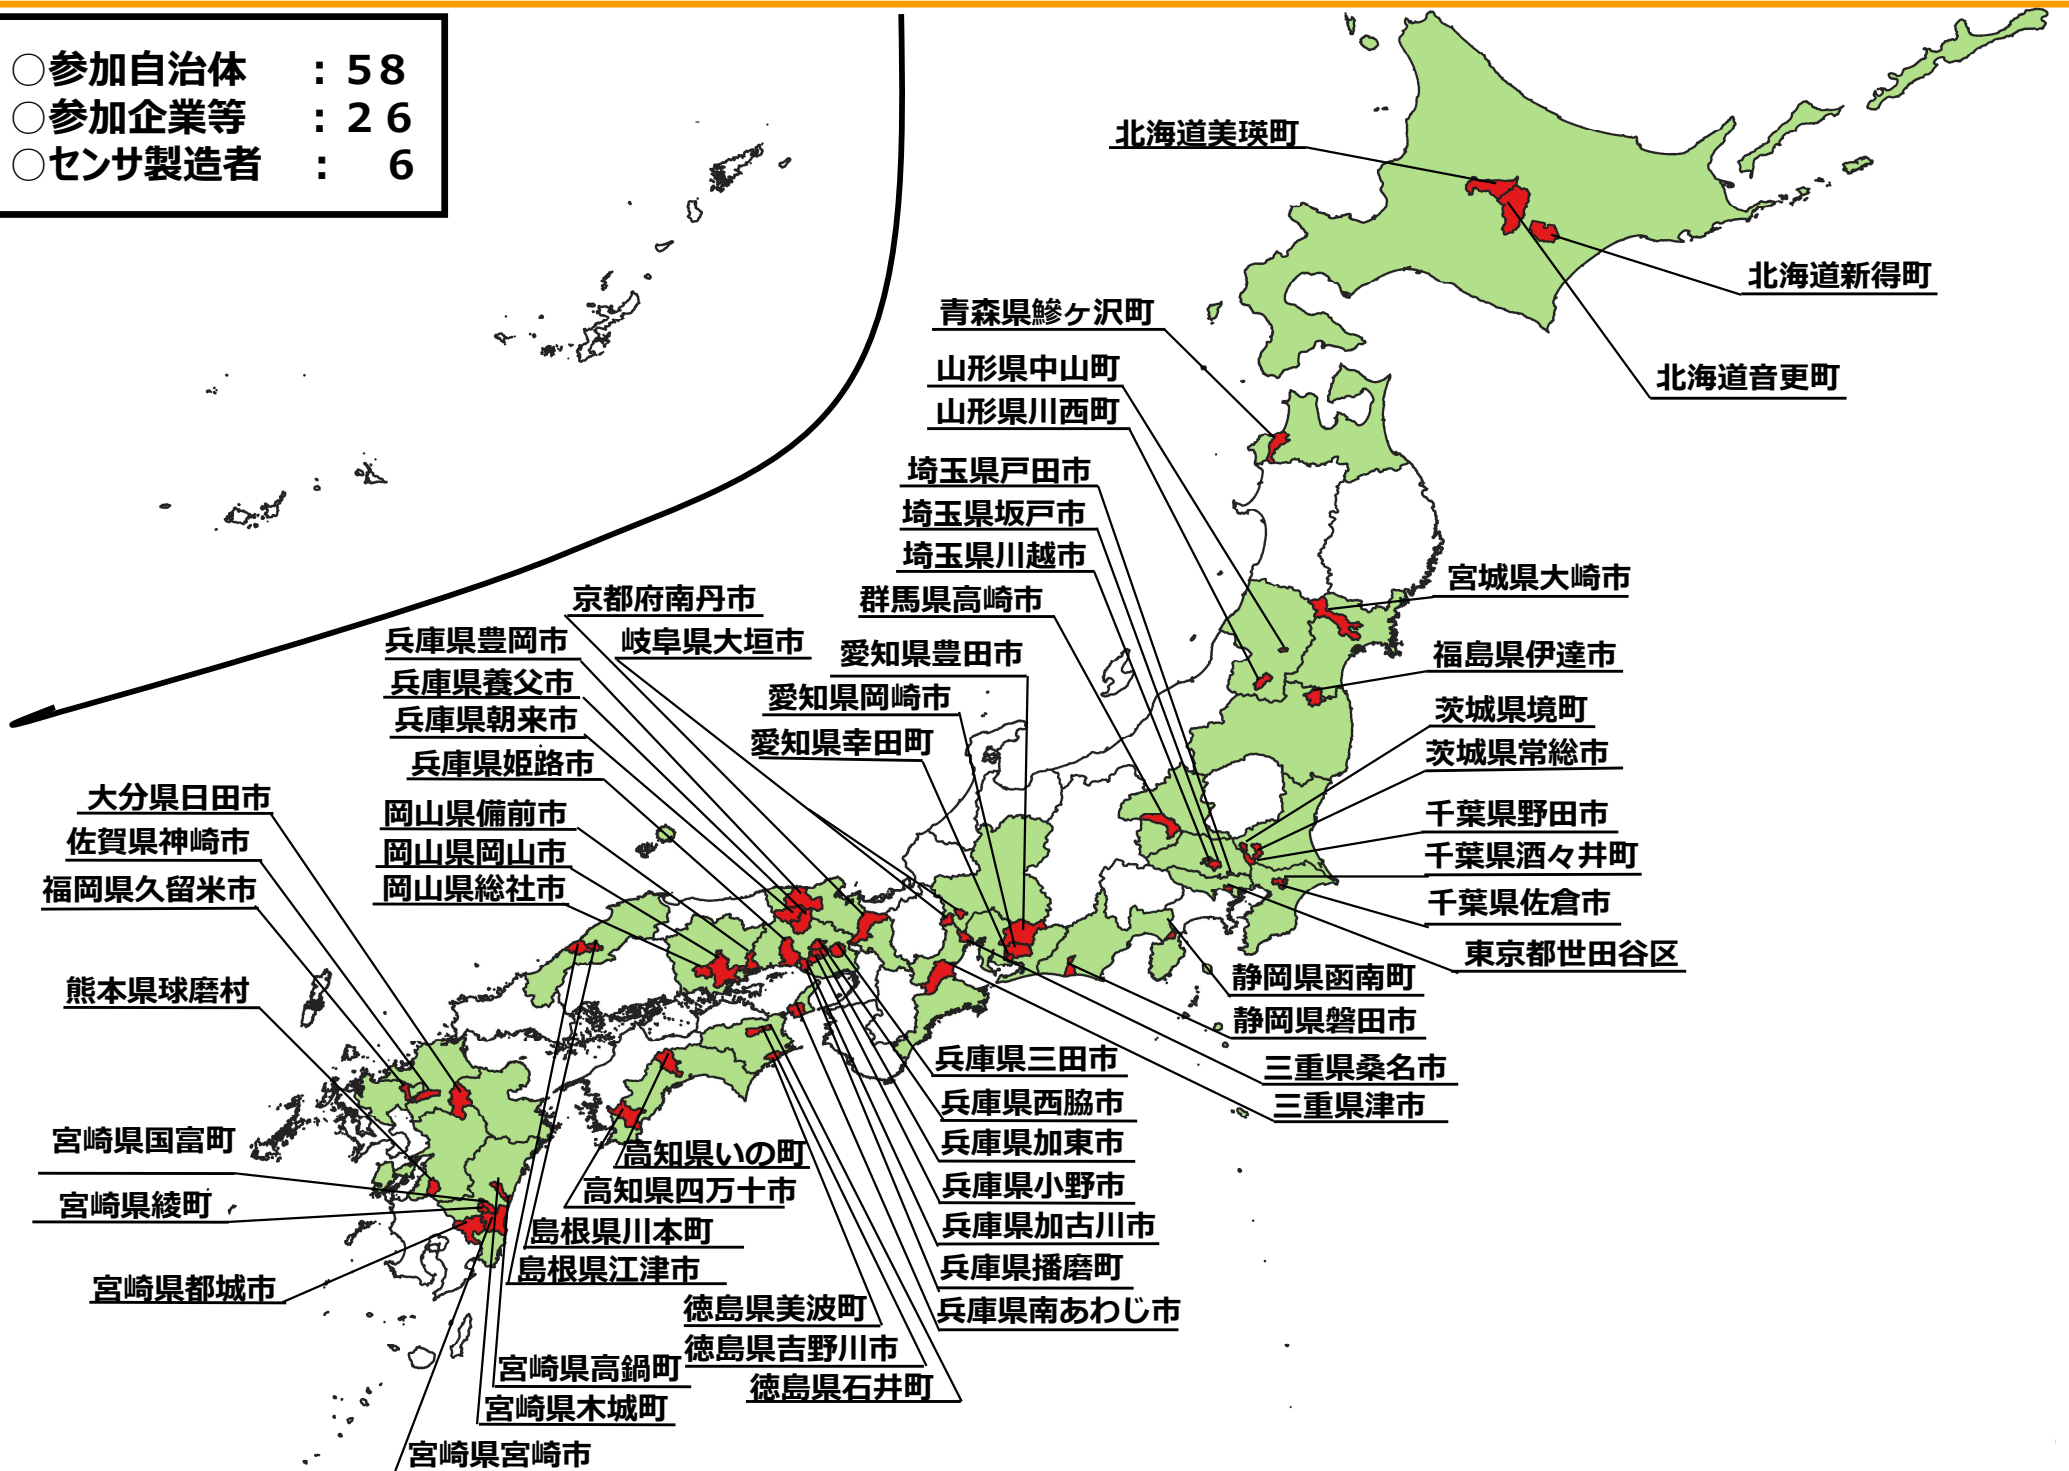 ○参加自治体 : 58
○参加企業等 : 26
○センサ製造者 : 6
北海道美瑛町
北海道新得町
北海道音更町
青森県鰺ヶ沢町
山形県中山町
山形県川西町
埼玉県戸田市
埼玉県坂戸市
埼玉県川越市
群馬県高崎市
宮城県大崎市
福島県伊達市
茨城県境町
茨城県常総市
千葉県野田市
千葉県酒々井町
千葉県佐倉市
東京都世田谷区
静岡県函南町
静岡県磐田市
三重県桑名市
三重県津市
京都府南丹市
岐阜県大垣市
愛知県豊田市
愛知県岡崎市
愛知県幸田町
兵庫県豊岡市
兵庫県養父市
兵庫県朝来市
兵庫県姫路市
岡山県備前市
岡山県岡山市
岡山県総社市
大分県日田市
佐賀県神崎市
福岡県久留米市
熊本県球磨村
宮崎県国富町
宮崎県綾町
宮崎県都城市
兵庫県三田市
兵庫県西脇市
兵庫県加東市
兵庫県小野市
兵庫県加古川市
兵庫県播磨町
兵庫県南あわじ市
高知県いの町
高知県四万十市
島根県川本町
島根県江津市
徳島県美波町
徳島県吉野川市
徳島県石井町
宮崎県高鍋町
宮崎県木城町
宮崎県宮崎市